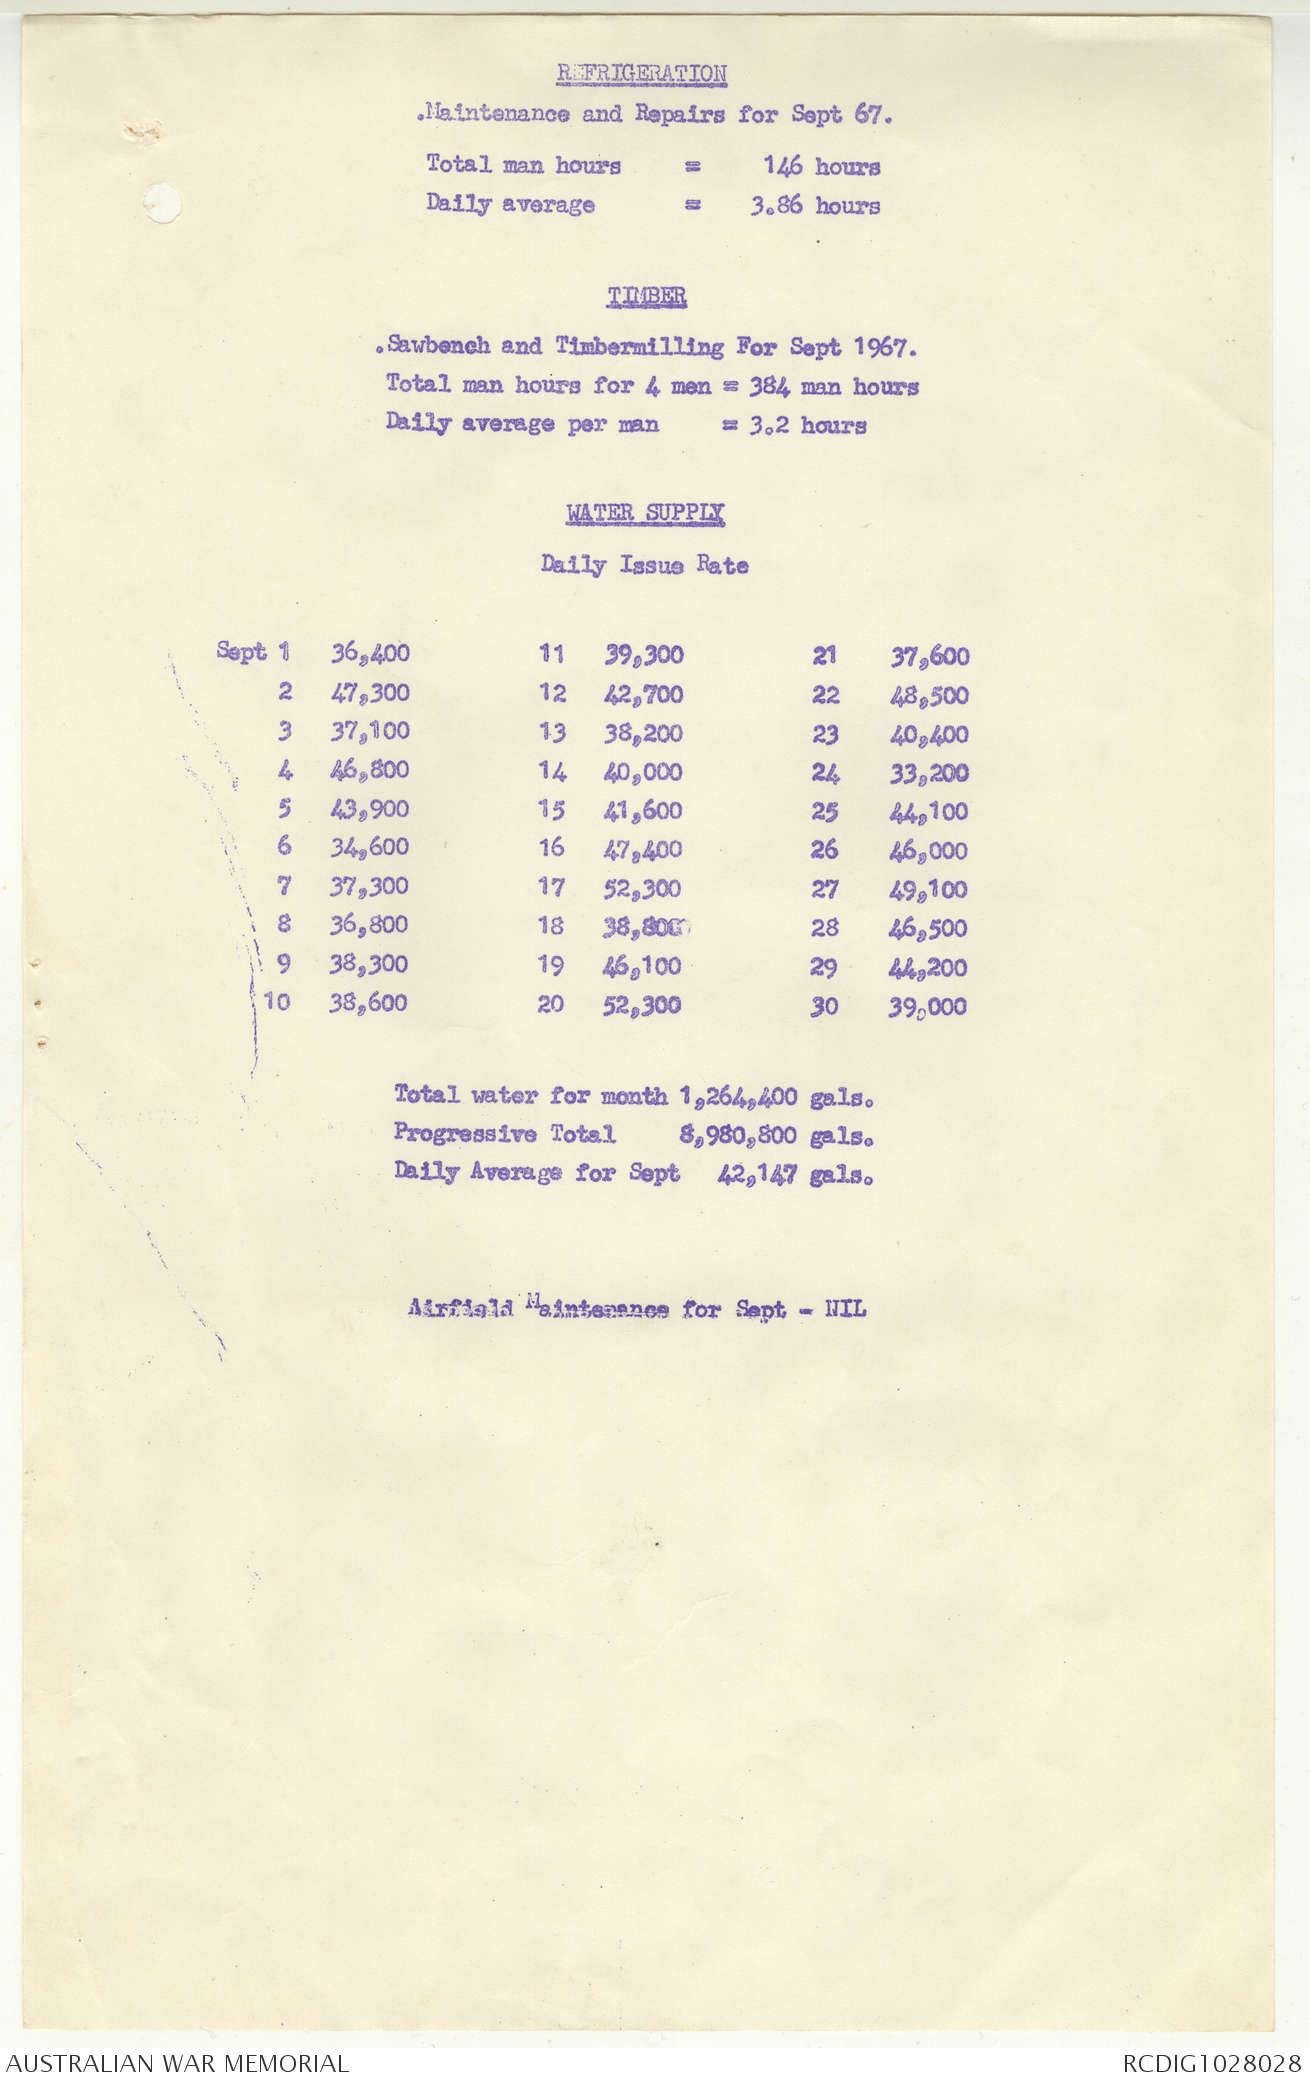 REFRIGERATION
.Maintenance and Repairs for Sept 67.
Total man hours = 146 hours
Daily average = 3.86 hours
TIMBER
.Sawbench and Timbermilling For Sept 1967.
Total man hours for 4 men = 384 man hours
Daily average per man = 3.2 hours
WATER SUPPLY
Daily Issue Rate
Sept 1 36,400 11 39,300 21 37,600
2 47,300 12 42,700 22 48,500
3 37,100 13 38,200 23 40,400
4 46,800 14 40,000 24 33,200
5 43,900 15 41,600 25 44,100
6 34,600 16 47,400 26 46,000
7 37,300 17 52,300 27 49,100
8 36,800 18 38,800 28 46,500
9 38,300 19 46,100 29 44,200
10 38,600 20 52,300 30 39,000
Total water for month 1,264,400 gals.
Progressive Total 8,980,800 gals.
Daily Average for Sept 42,147 gals.
Airfield Maintenance for Sept - NIL
AUSTRALIAN WAR MEMORIAL RCDIG1028028